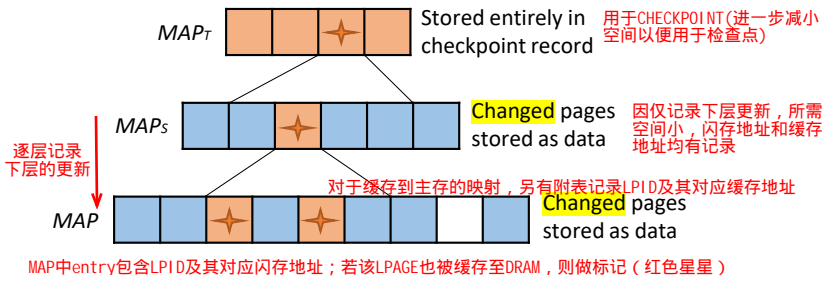 MAPT
Stored entirely in
checkpoint record
用于CHECKPOINT(进一步减小
空间以便用于检查点)
MAPS
Changed pages
stored as data
因仅记录下层更新，所需
空间小，闪存地址和缓存
地址均有记录
逐层记录
下层的更新
对于缓存到主存的映射，另有附表记录LPID及其对应缓存地址
MAP
Changed pages
stored as data
MAP中entry包含LPID及其对应闪存地址；若该LPAGE也被缓存至DRAM，则做标记（红色星星）